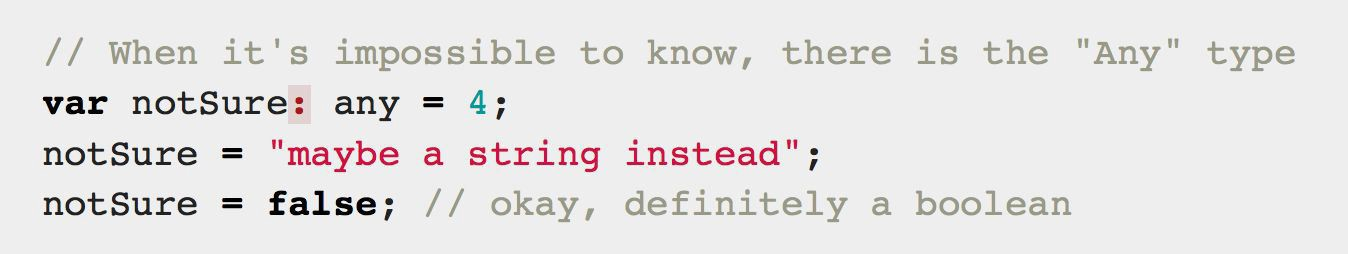 // When it's impossible to know, there is the "Any" type
var notSure: any = 4;
notSure = "maybe a string instead";
notSure = false; // okay, definitely a boolean